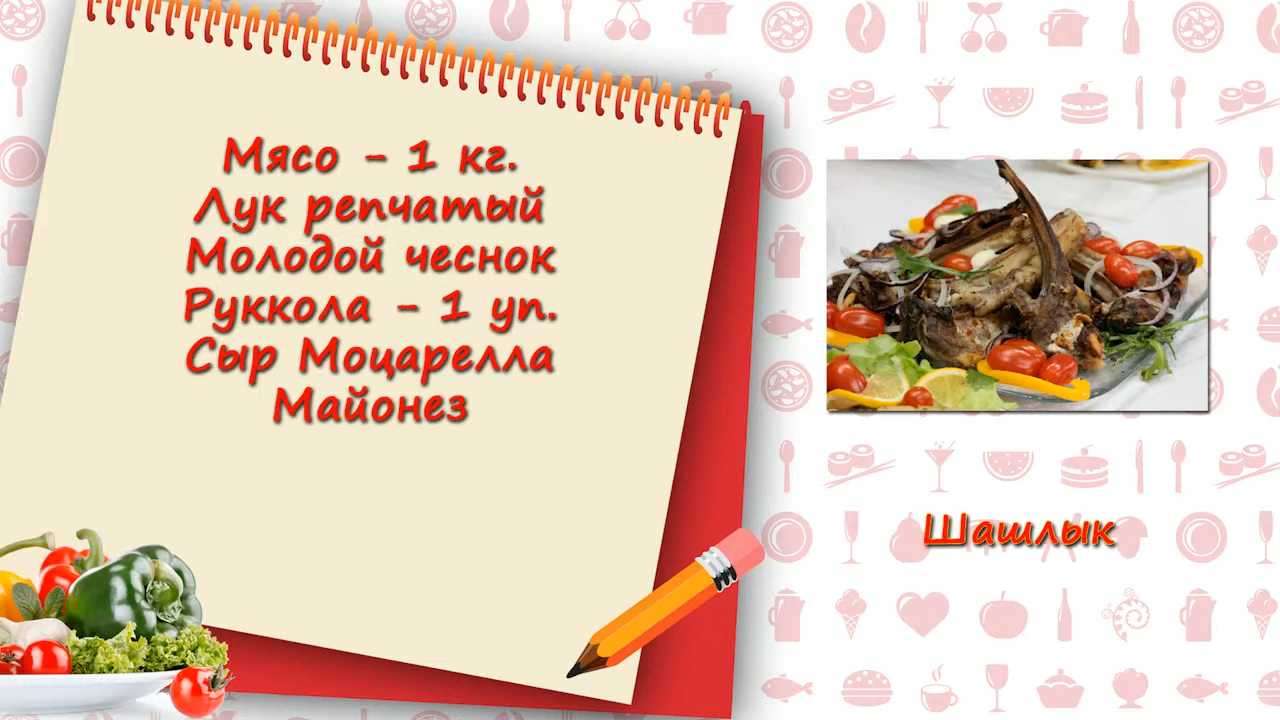 Мясо - 1 кг.
Лук репчатый
Молодой чеснок
Руккола - 1 уп.
Сыр Моцарелла
Майонез
Шашлык